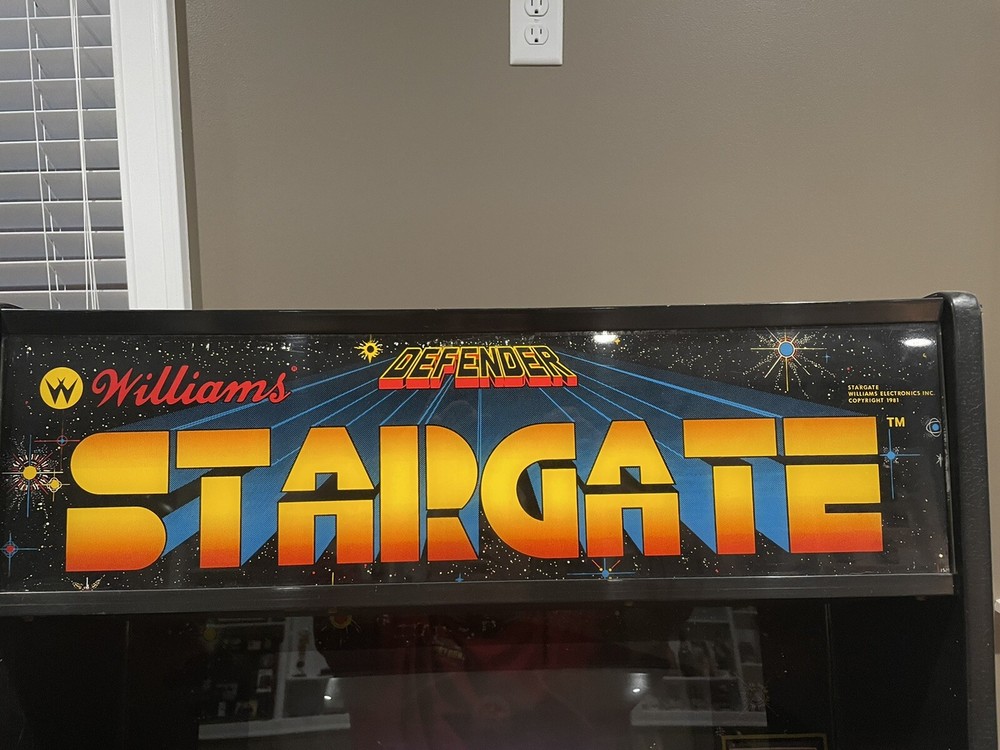 DEFENDER
W Williams®
STARGATE
WILLIAMS ELECTRONICS INC.
COPYRIGHT 1981
STARGATE TM